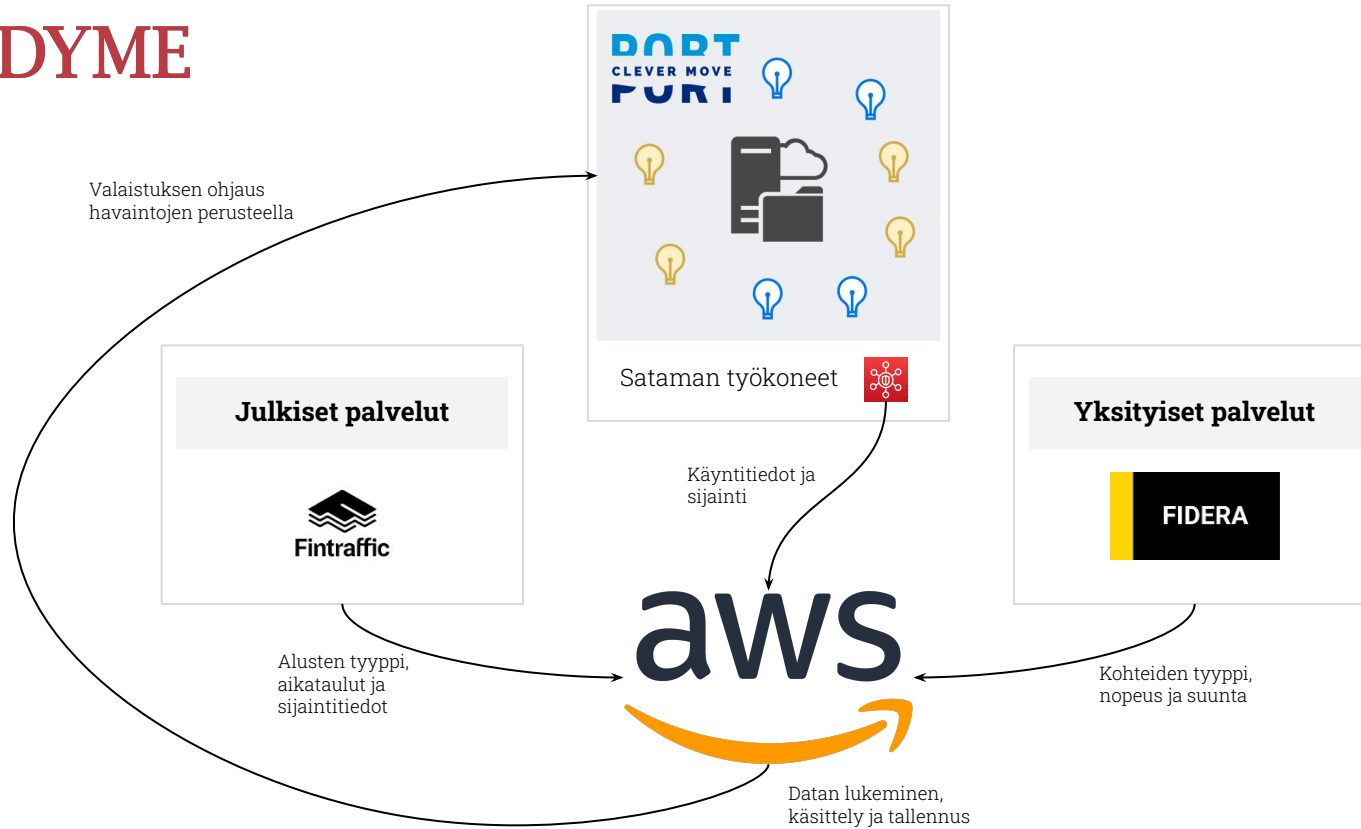 DYME
PORT
CLEVER MOVE
PORT
Valaistuksen ohjaus
havaintojen perusteella
Sataman työkoneet
Julkiset palvelut
Fintraffic
Yksityiset palvelut
FIDERA
Käyntitiedot ja
sijainti
aws
Alusten tyyppi,
aikataulut ja
sijaintitiedot
Kohteiden tyyppi,
nopeus ja suunta
Datan lukeminen,
käsittely ja tallennus